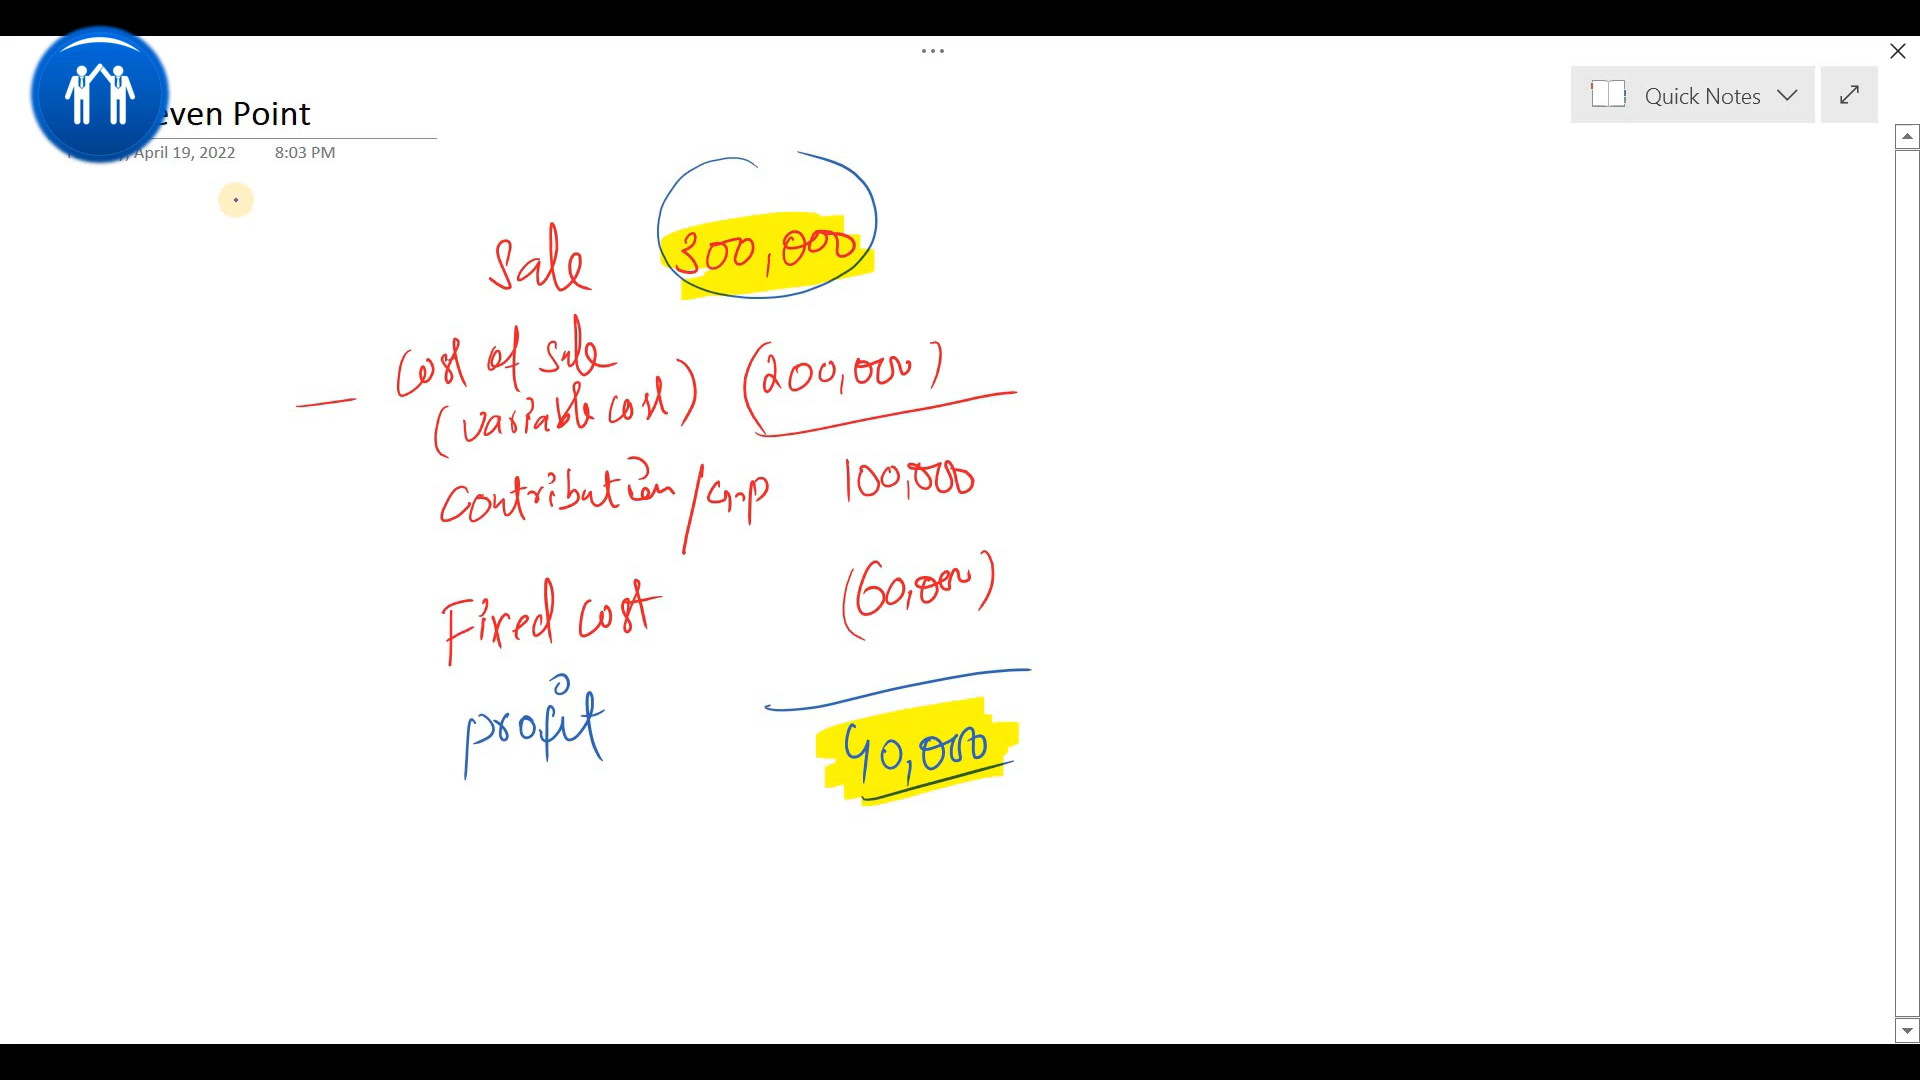 even Point
April 19, 2022 8:03 PM
Quick Notes
Sale 300,000
Cost of sale
(variable cost) (200,000)
Contribution/G.P 100,000
Fixed cost (60,000)
profit 40,000